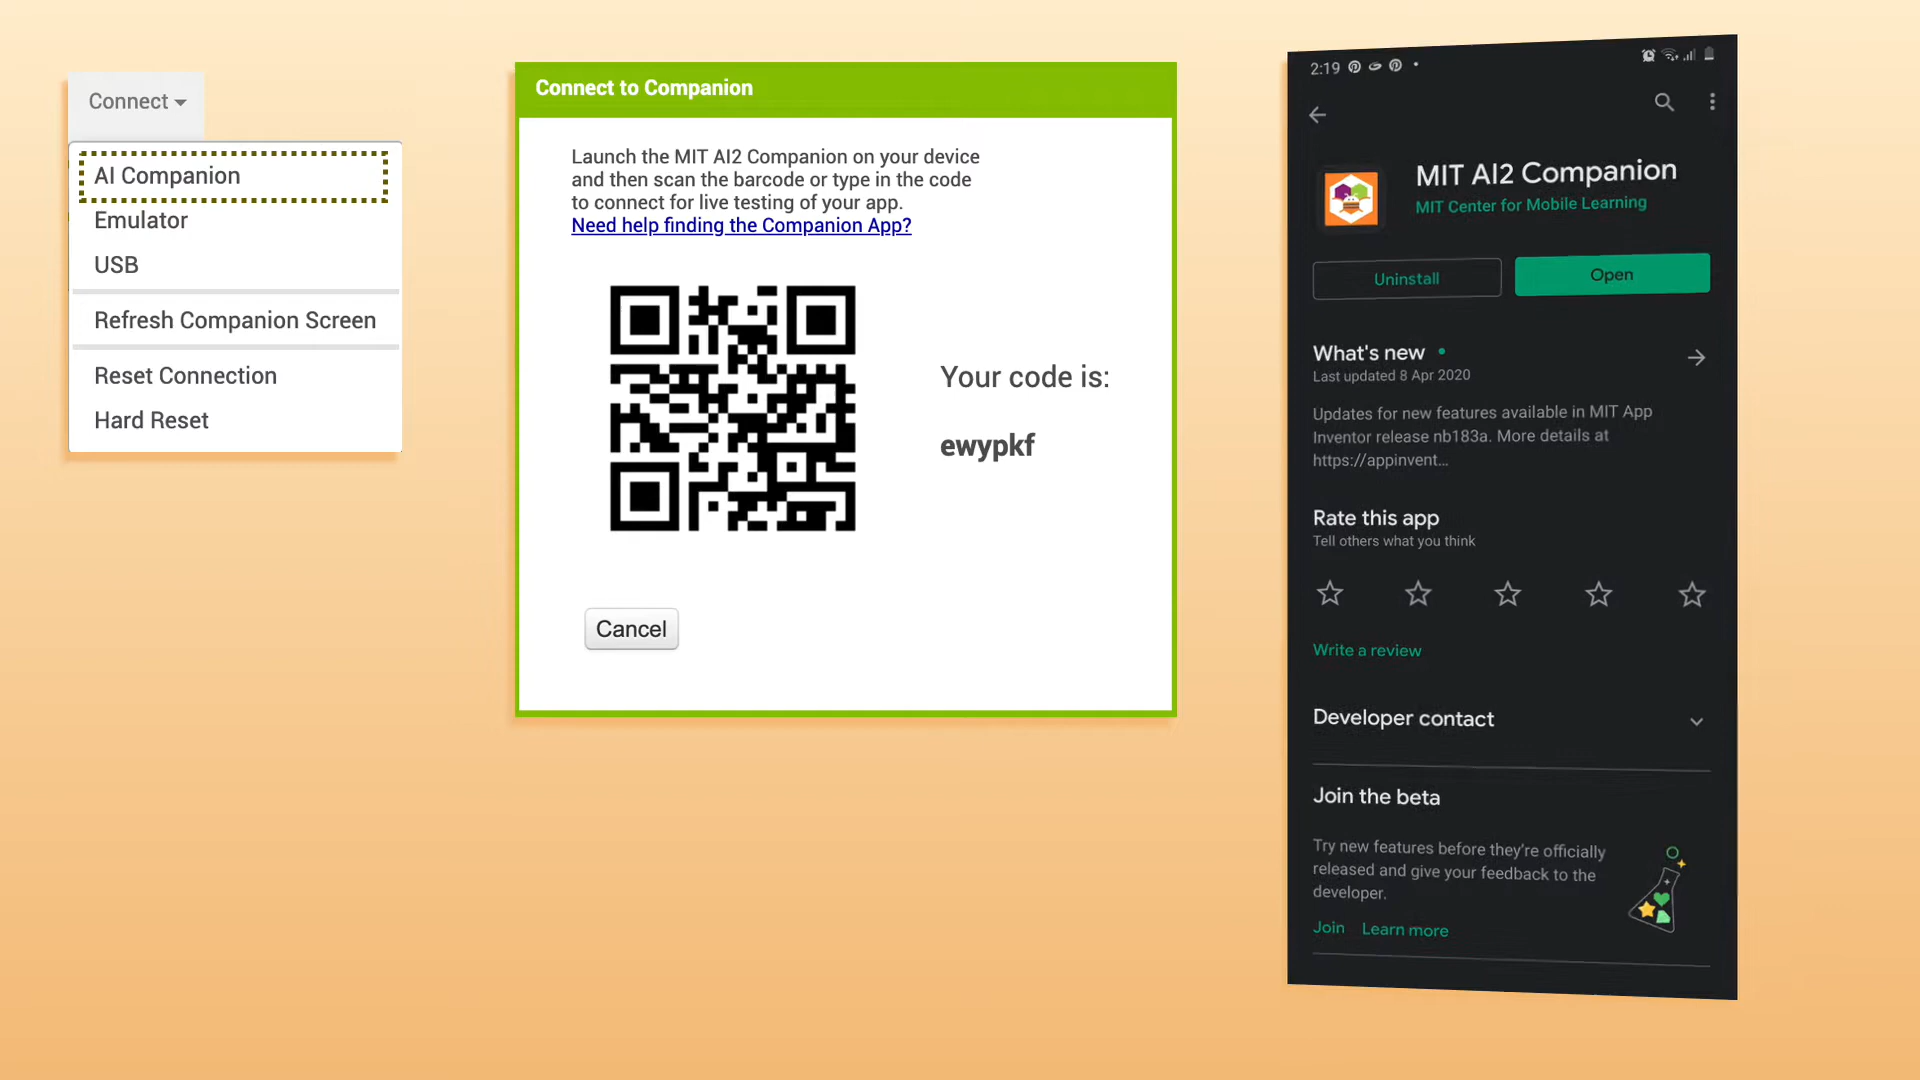 Connect
AI Companion
Emulator
USB
Refresh Companion Screen
Reset Connection
Hard Reset
Connect to Companion
Launch the MIT AI2 Companion on your device
and then scan the barcode or type in the code
to connect for live testing of your app.
Need help finding the Companion App?
Your code is:
ewypkf
Cancel
2:19
MIT AI2 Companion
MIT Center for Mobile Learning
Uninstall
Open
What's new
Last updated 8 Apr 2020
Updates for new features available in MIT App
Inventor release nb183a. More details at
https://appinvent...
Rate this app
Tell others what you think
Write a review
Developer contact
Join the beta
Try new features before they're officially
released and give your feedback to the
developer.
Join Learn more